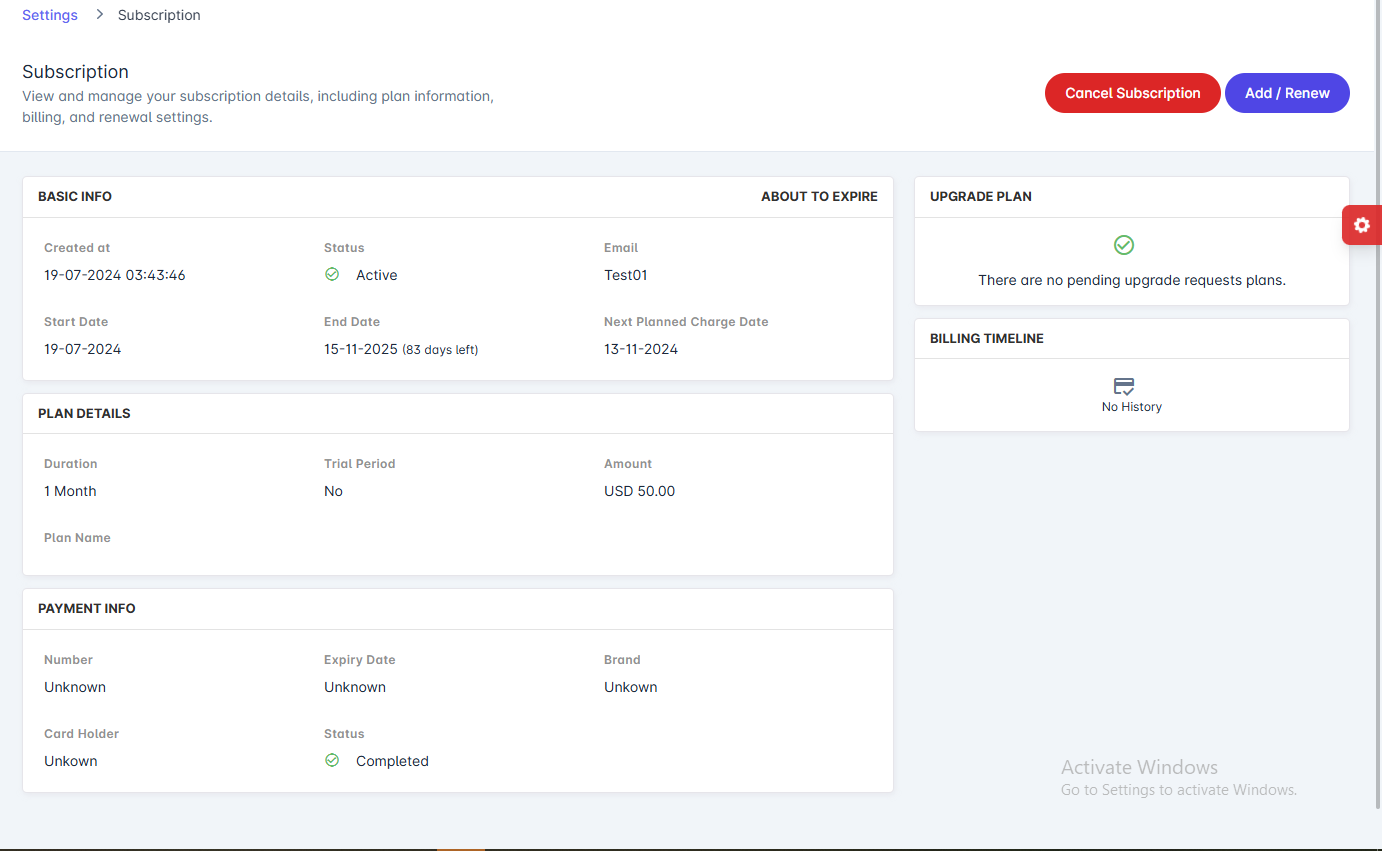 Settings > Subscription
Subscription
View and manage your subscription details, including plan information,
billing, and renewal settings.
Cancel Subscription Add / Renew
BASIC INFO ABOUT TO EXPIRE
Created at Status Email
19-07-2024 03:43:46 Active Test01
Start Date End Date Next Planned Charge Date
19-07-2024 15-11-2025 (83 days left) 13-11-2024
PLAN DETAILS
Duration Trial Period Amount
1 Month No USD 50.00
Plan Name
PAYMENT INFO
Number Expiry Date Brand
Unknown Unknown Unkown
Card Holder Status
Unkown Completed
UPGRADE PLAN
There are no pending upgrade requests plans.
BILLING TIMELINE
No History
Activate Windows
Go to Settings to activate Windows.